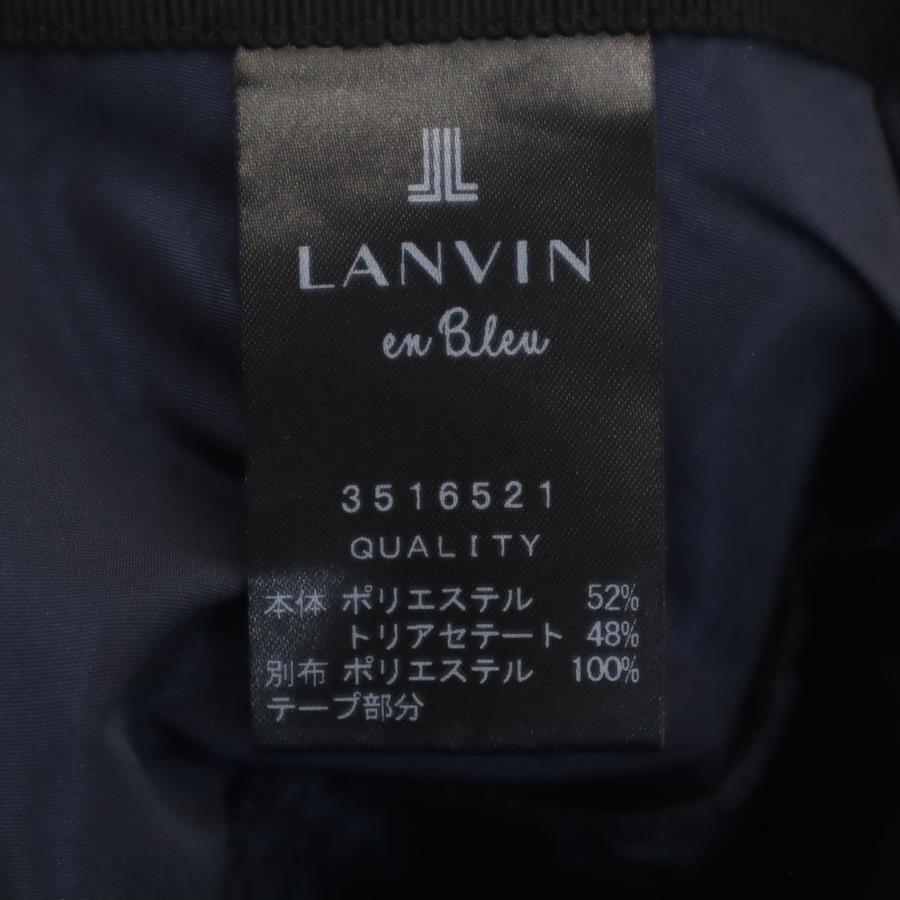 LANVIN
en Bleu
3516521
QUALITY
本体 ポリエステル 52%
トリアセテート 48%
別布 ポリエステル 100%
テープ部分